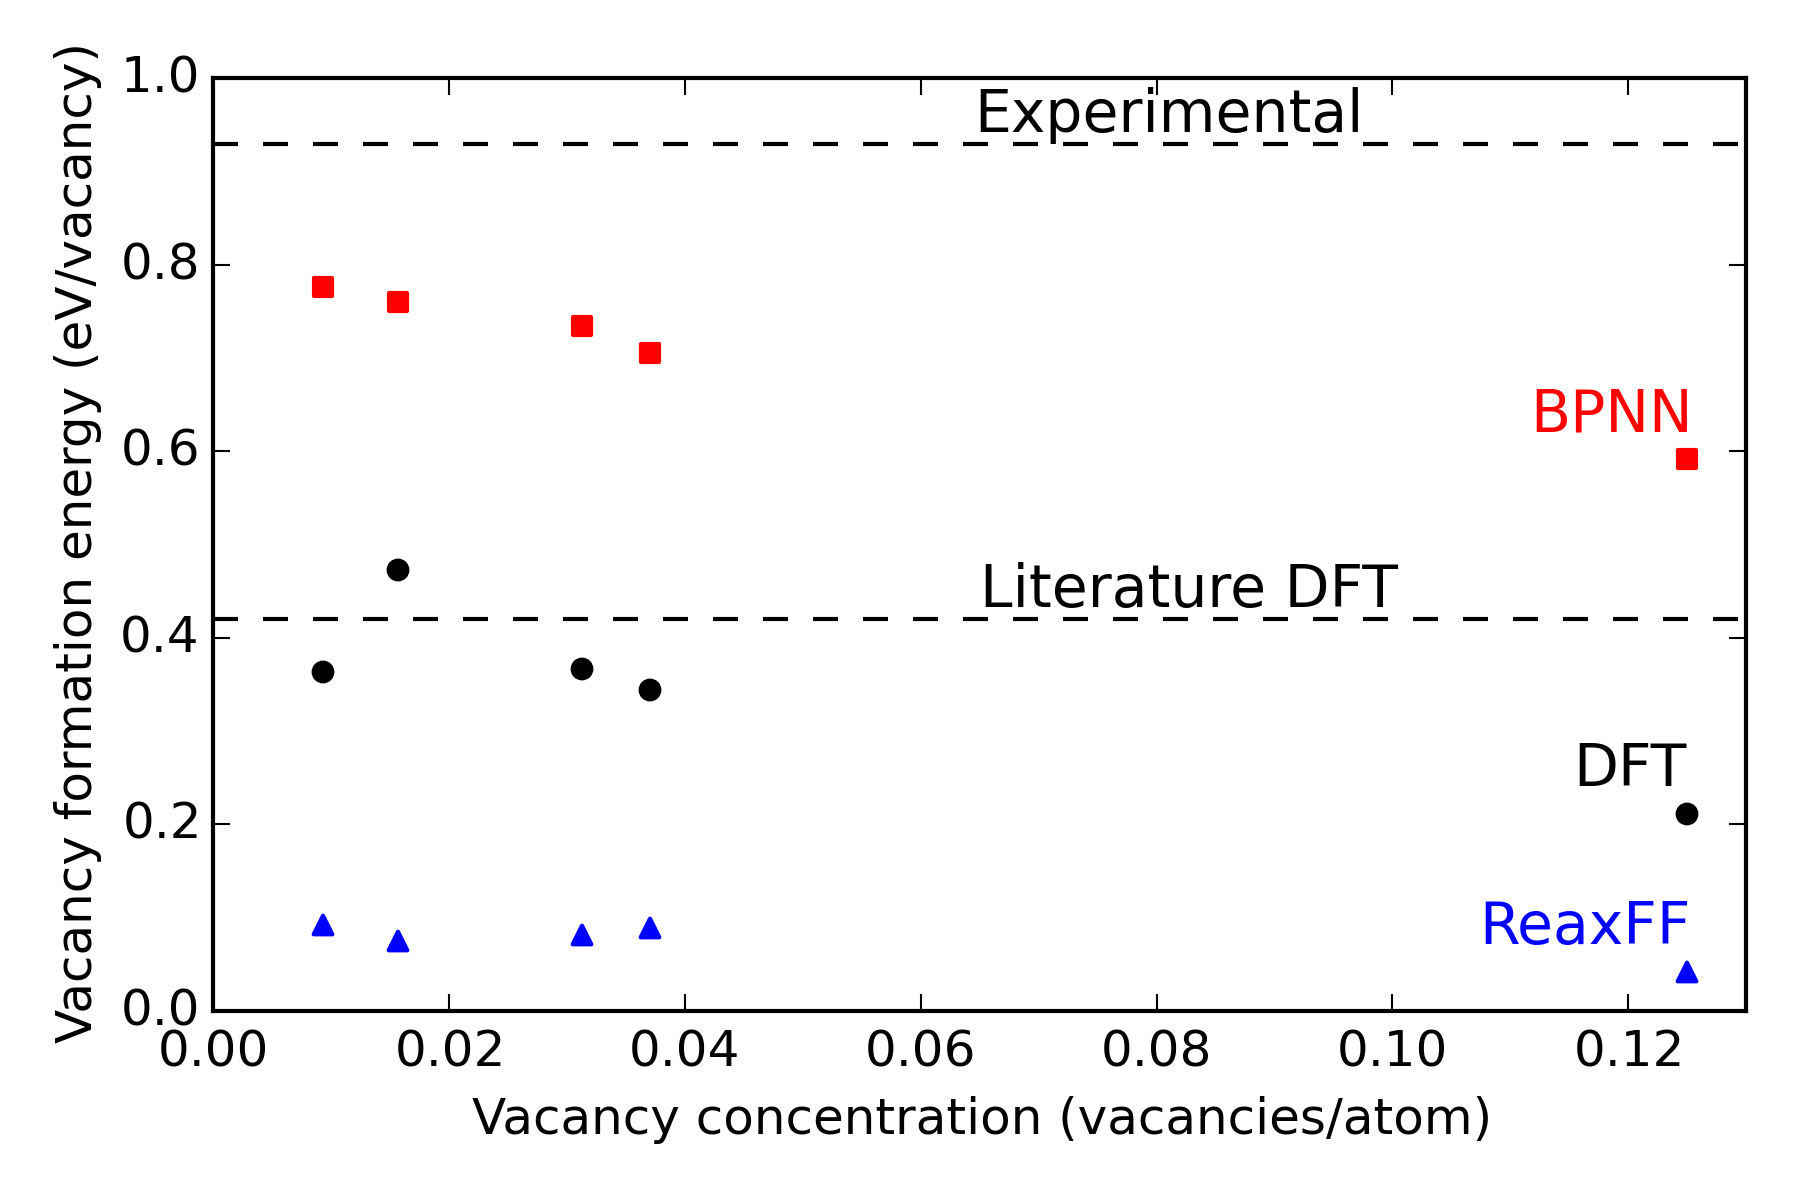 Vacancy formation energy (eV/vacancy)
1.0
0.8
0.6
0.4
0.2
0.0
Experimental
BPNN
Literature DFT
DFT
ReaxFF
0.00 0.02 0.04 0.06 0.08 0.10 0.12
Vacancy concentration (vacancies/atom)